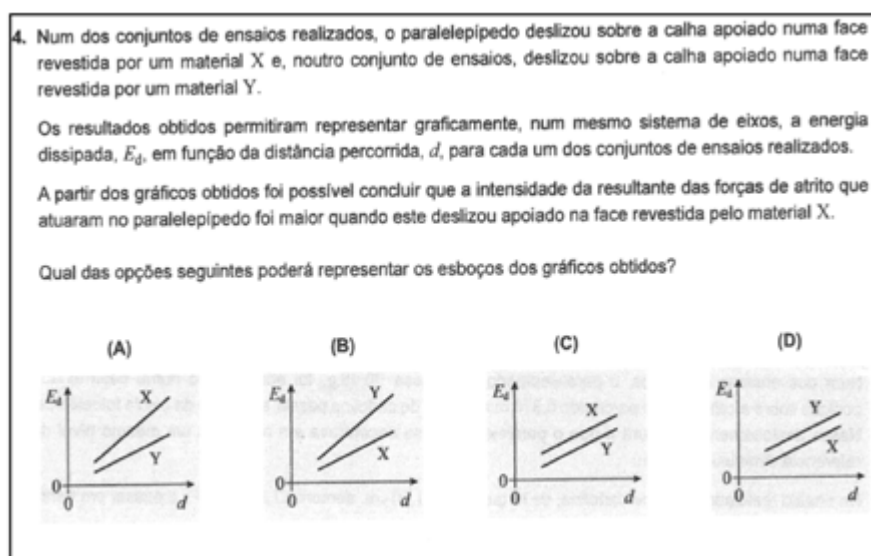 4. Num dos conjuntos de ensaios realizados, o paralelepípedo deslizou sobre a calha apoiado numa face
revestida por um material X e, noutro conjunto de ensaios, deslizou sobre a calha apoiado numa face
revestida por um material Y.
Os resultados obtidos permitiram representar graficamente, num mesmo sistema de eixos, a energia
dissipada, E_d, em função da distância percorrida, d, para cada um dos conjuntos de ensaios realizados.
A partir dos gráficos obtidos foi possível concluir que a intensidade da resultante das forças de atrito que
atuaram no paralelepípedo foi maior quando este deslizou apoiado na face revestida pelo material X.
Qual das opções seguintes poderá representar os esboços dos gráficos obtidos?
(A) (B) (C) (D)
E_d X Y 0 0 d
E_d Y X 0 0 d
E_d X Y 0 0 d
E_d Y X 0 0 d